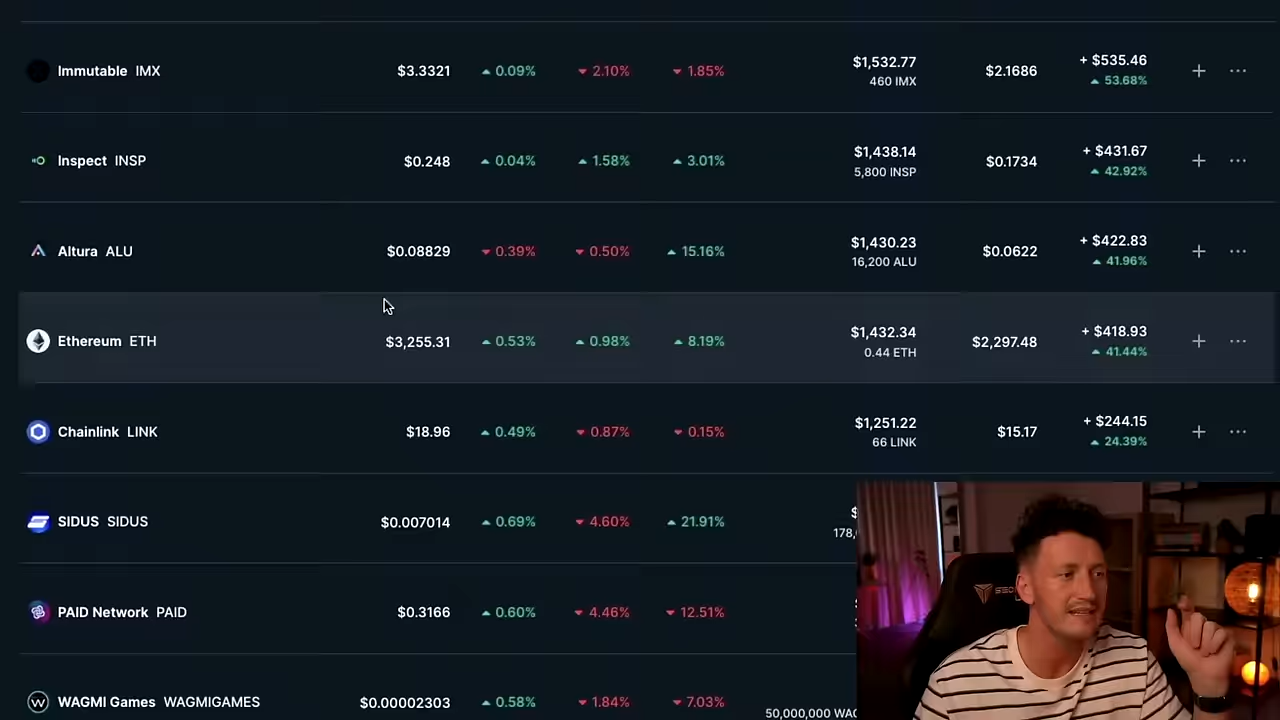 Immutable IMX $3.3321 0.09% 2.10% 1.85% $1,532.77 $2.1686 + $535.46
460 IMX 53.68%
Inspect INSP $0.248 0.04% 1.58% 3.01% $1,438.14 $0.1734 + $431.67
5,800 INSP 42.92%
Altura ALU $0.08829 0.39% 0.50% 15.16% $1,430.23 $0.0622 + $422.83
16,200 ALU 41.96%
Ethereum ETH $3,255.31 0.53% 0.98% 8.19% $1,432.34 $2,297.48 + $418.93
0.44 ETH 41.44%
Chainlink LINK $18.96 0.49% 0.87% 0.15% $1,251.22 $15.17 + $244.15
66 LINK 24.39%
SIDUS SIDUS $0.007014 0.69% 4.60% 21.91% $
178,
PAID Network PAID $0.3166 0.60% 4.46% 12.51%
WAGMI Games WAGMIGAMES $0.00002303 0.58% 1.84% 7.03%
50,000,000 WAG